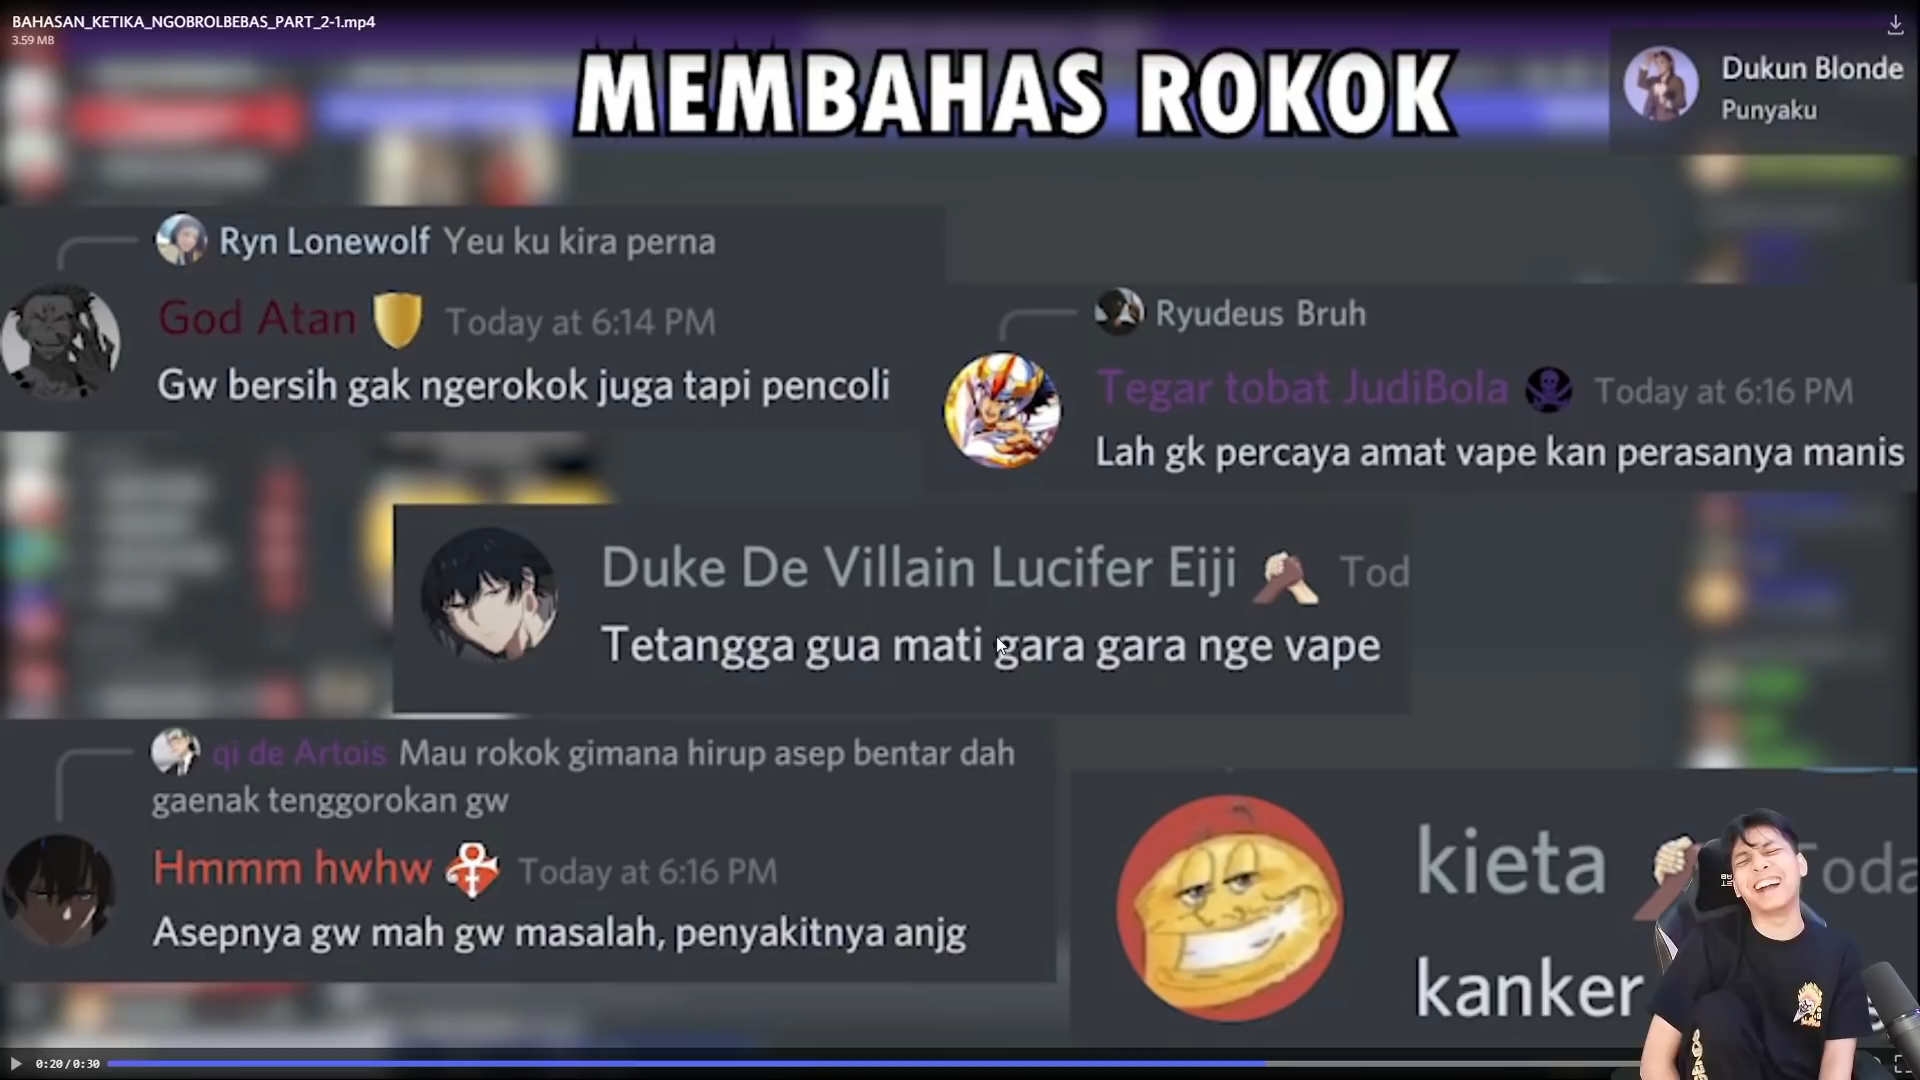 BAHASAN_KETIKA_NGOBROLBEBAS_PART_2-1.mp4
3.59 MB
MEMBAHAS ROKOK
Dukun Blonde
Punyaku
Ryn Lonewolf Yeu ku kira perna
God Atan Today at 6:14 PM
Gw bersih gak ngerokok juga tapi pencoli
Ryudeus Bruh
Tegar tobat JudiBola Today at 6:16 PM
Lah gk percaya amat vape kan perasanya manis
Duke De Villain Lucifer Eiji Tod
Tetangga gua mati gara gara nge vape
qi de Artois Mau rokok gimana hirup asep bentar dah
gaenak tenggorokan gw
Hmmm hwhw Today at 6:16 PM
Asepnya gw mah gw masalah, penyakitnya anjg
kieta Toda
kanker
0:20/0:30